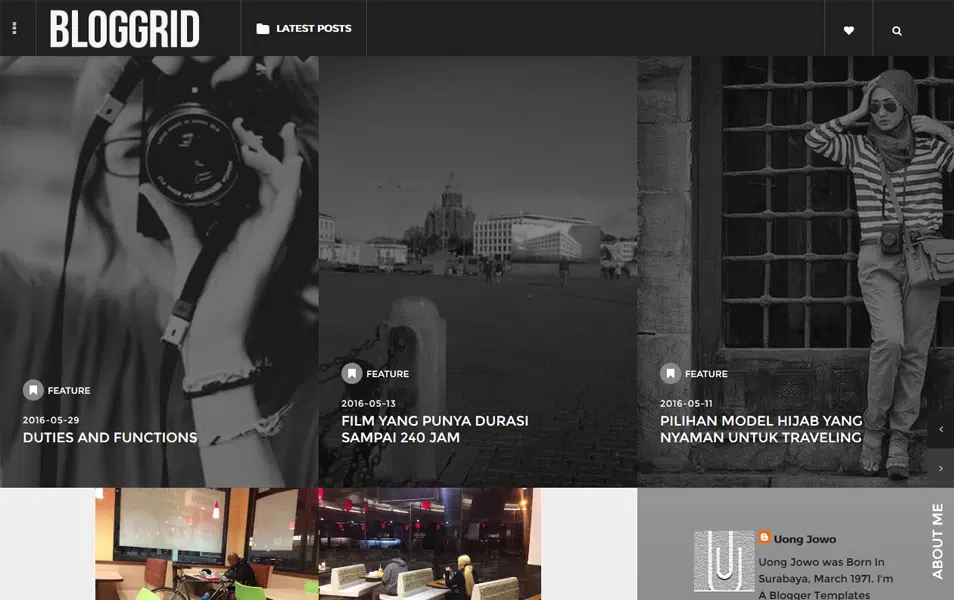 BLOGGRID
LATEST POSTS
FEATURE
2016-05-29
DUTIES AND FUNCTIONS
FEATURE
2016-05-13
FILM YANG PUNYA DURASI
SAMPAI 240 JAM
FEATURE
2016-05-11
PILIHAN MODEL HIJAB YANG
NYAMAN UNTUK TRAVELING
ABOUT ME
Uong Jowo
Uong Jowo was Born In
Surabaya, March 1971. I'm
A Blogger Templates